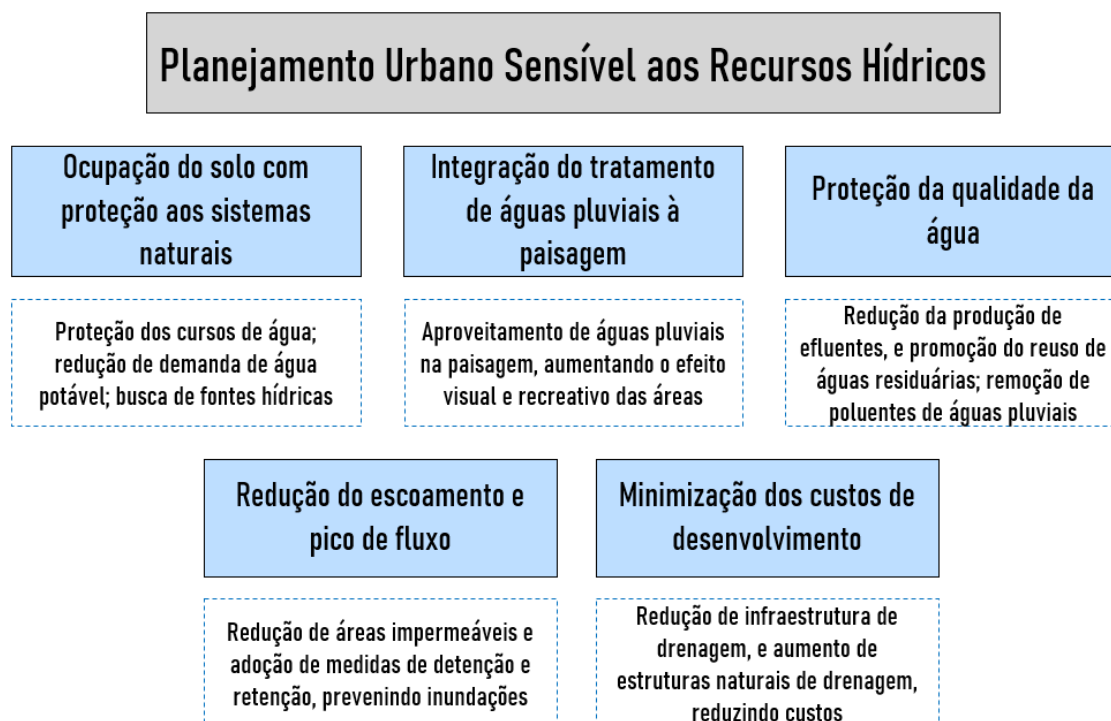 Planejamento Urbano Sensível aos Recursos Hídricos
Ocupação do solo com
proteção aos sistemas
naturais
Proteção dos cursos de água;
redução de demanda de água
potável; busca de fontes hídricas
Integração do tratamento
de águas pluviais à
paisagem
Aproveitamento de águas pluviais
na paisagem, aumentando o efeito
visual e recreativo das áreas
Proteção da qualidade da
água
Redução da produção de
efluentes, e promoção do reuso de
águas residuárias; remoção de
poluentes de águas pluviais
Redução do escoamento e
pico de fluxo
Redução de áreas impermeáveis e
adoção de medidas de detenção e
retenção, prevenindo inundações
Minimização dos custos de
desenvolvimento
Redução de infraestrutura de
drenagem, e aumento de
estruturas naturais de drenagem,
reduzindo custos